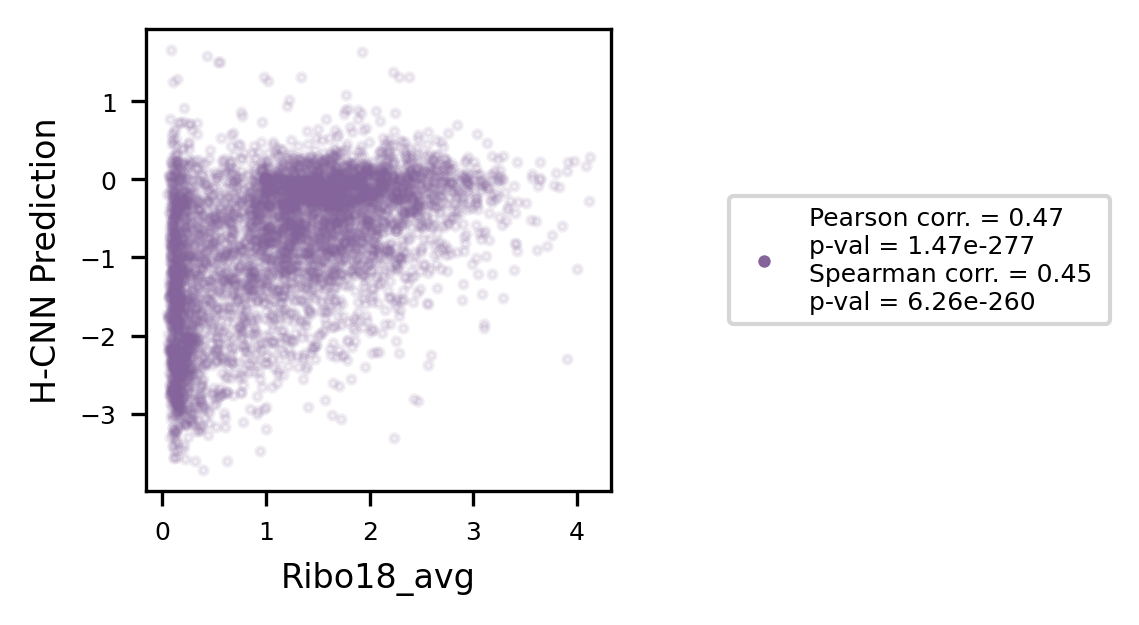 H-CNN Prediction
1
0
−1
−2
−3
0 1 2 3 4
Ribo18_avg
Pearson corr. = 0.47
p-val = 1.47e-277
Spearman corr. = 0.45
p-val = 6.26e-260